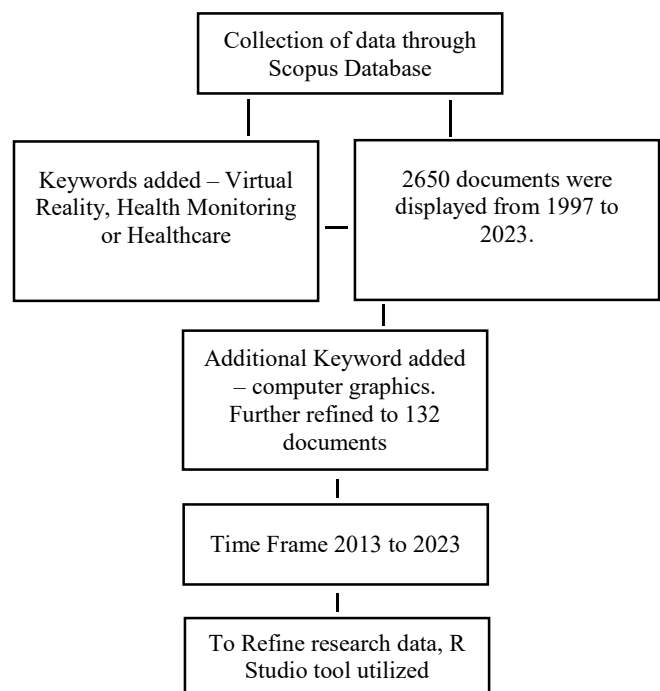 Collection of data through
Scopus Database
Keywords added – Virtual
Reality, Health Monitoring
or Healthcare
2650 documents were
displayed from 1997 to
2023.
Additional Keyword added
– computer graphics.
Further refined to 132
documents
Time Frame 2013 to 2023
To Refine research data, R
Studio tool utilized